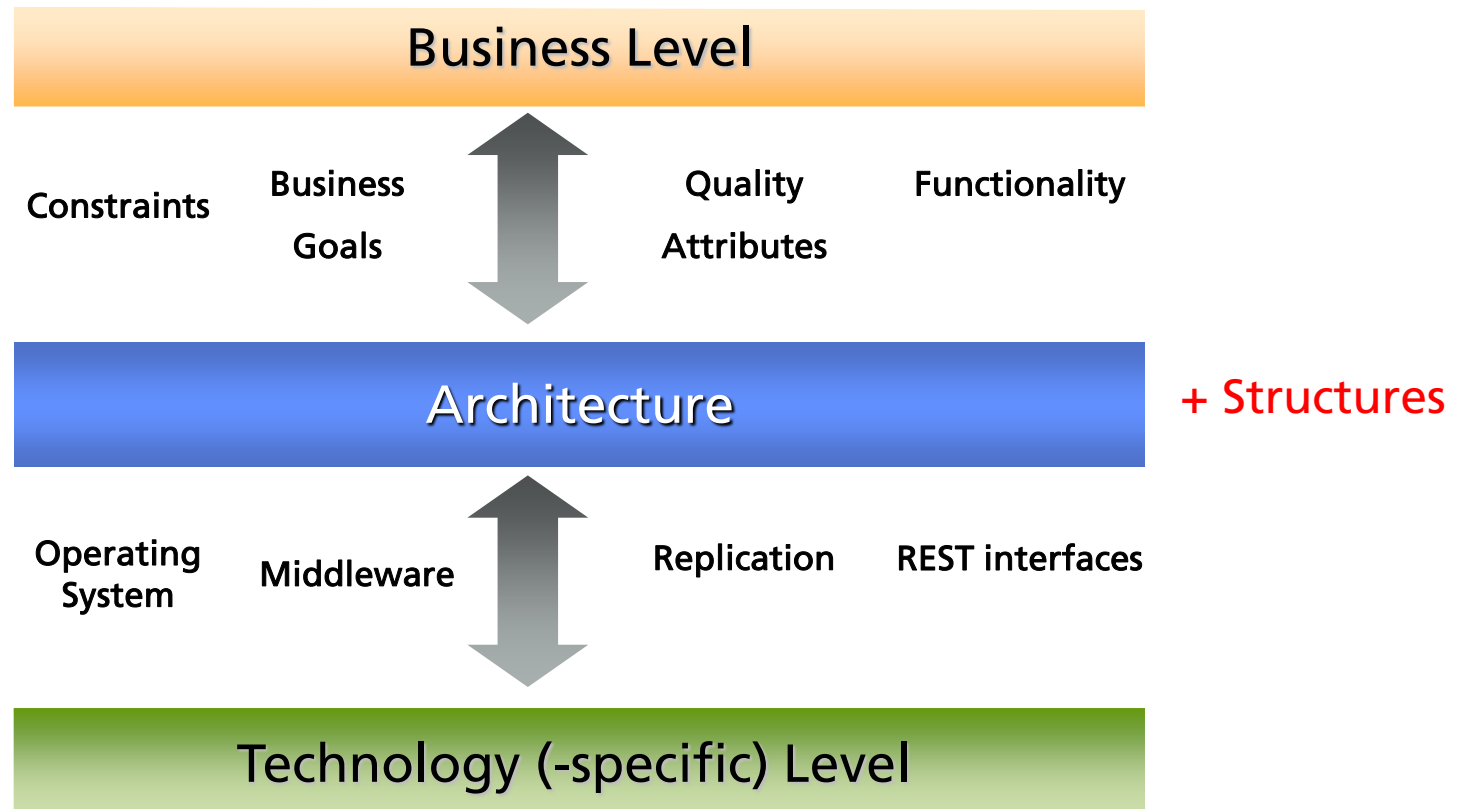 Business Level
Constraints
Business
Goals
Quality
Attributes
Functionality
Architecture
+ Structures
Operating
System
Middleware
Replication
REST interfaces
Technology (-specific) Level